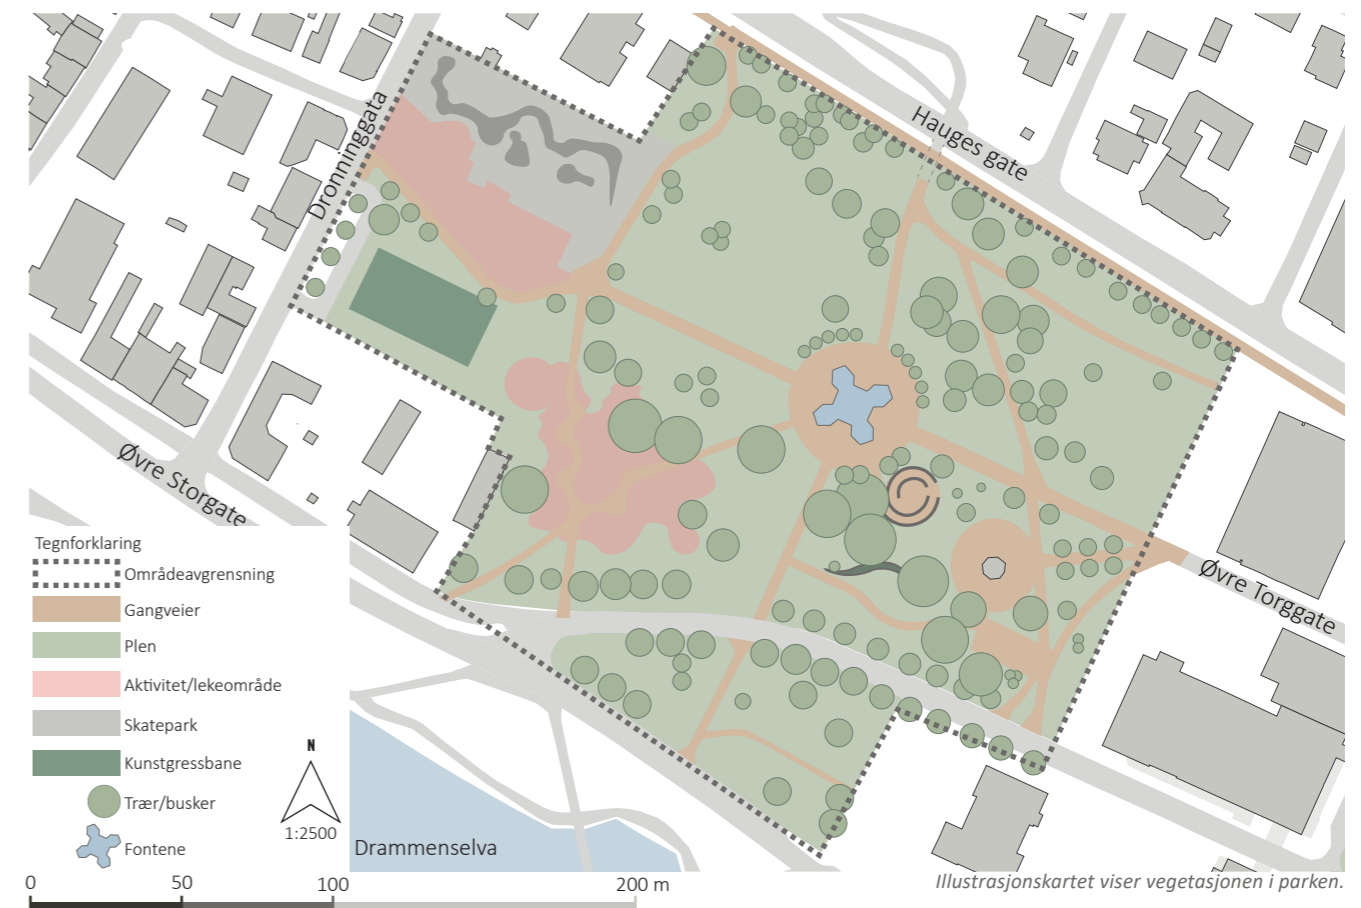 Hauges gate
Dronninggata
Øvre Storgate
Øvre Torggate
Tegnforklaring
Områdeavgrensning
Gangveier
Plen
Aktivitet/lekeområde
Skatepark
Kunstgressbane
Trær/busker
Fontene
N
1:2500
Drammenselva
0 50 100 200 m
Illustrasjonskartet viser vegetasjonen i parken.